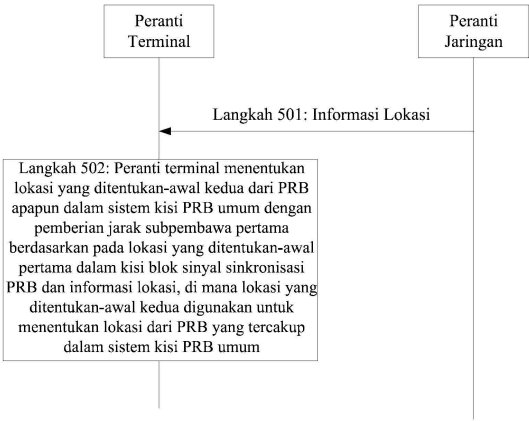 Peranti
Terminal
Peranti
Jaringan
Langkah 501: Informasi Lokasi
Langkah 502: Peranti terminal menentukan
lokasi yang ditentukan-awal kedua dari PRB
apapun dalam sistem kisi PRB umum dengan
pemberian jarak subpembawa pertama
berdasarkan pada lokasi yang ditentukan-awal
pertama dalam kisi blok sinyal sinkronisasi
PRB dan informasi lokasi, di mana lokasi yang
ditentukan-awal kedua digunakan untuk
menentukan lokasi dari PRB yang tercakup
dalam sistem kisi PRB umum